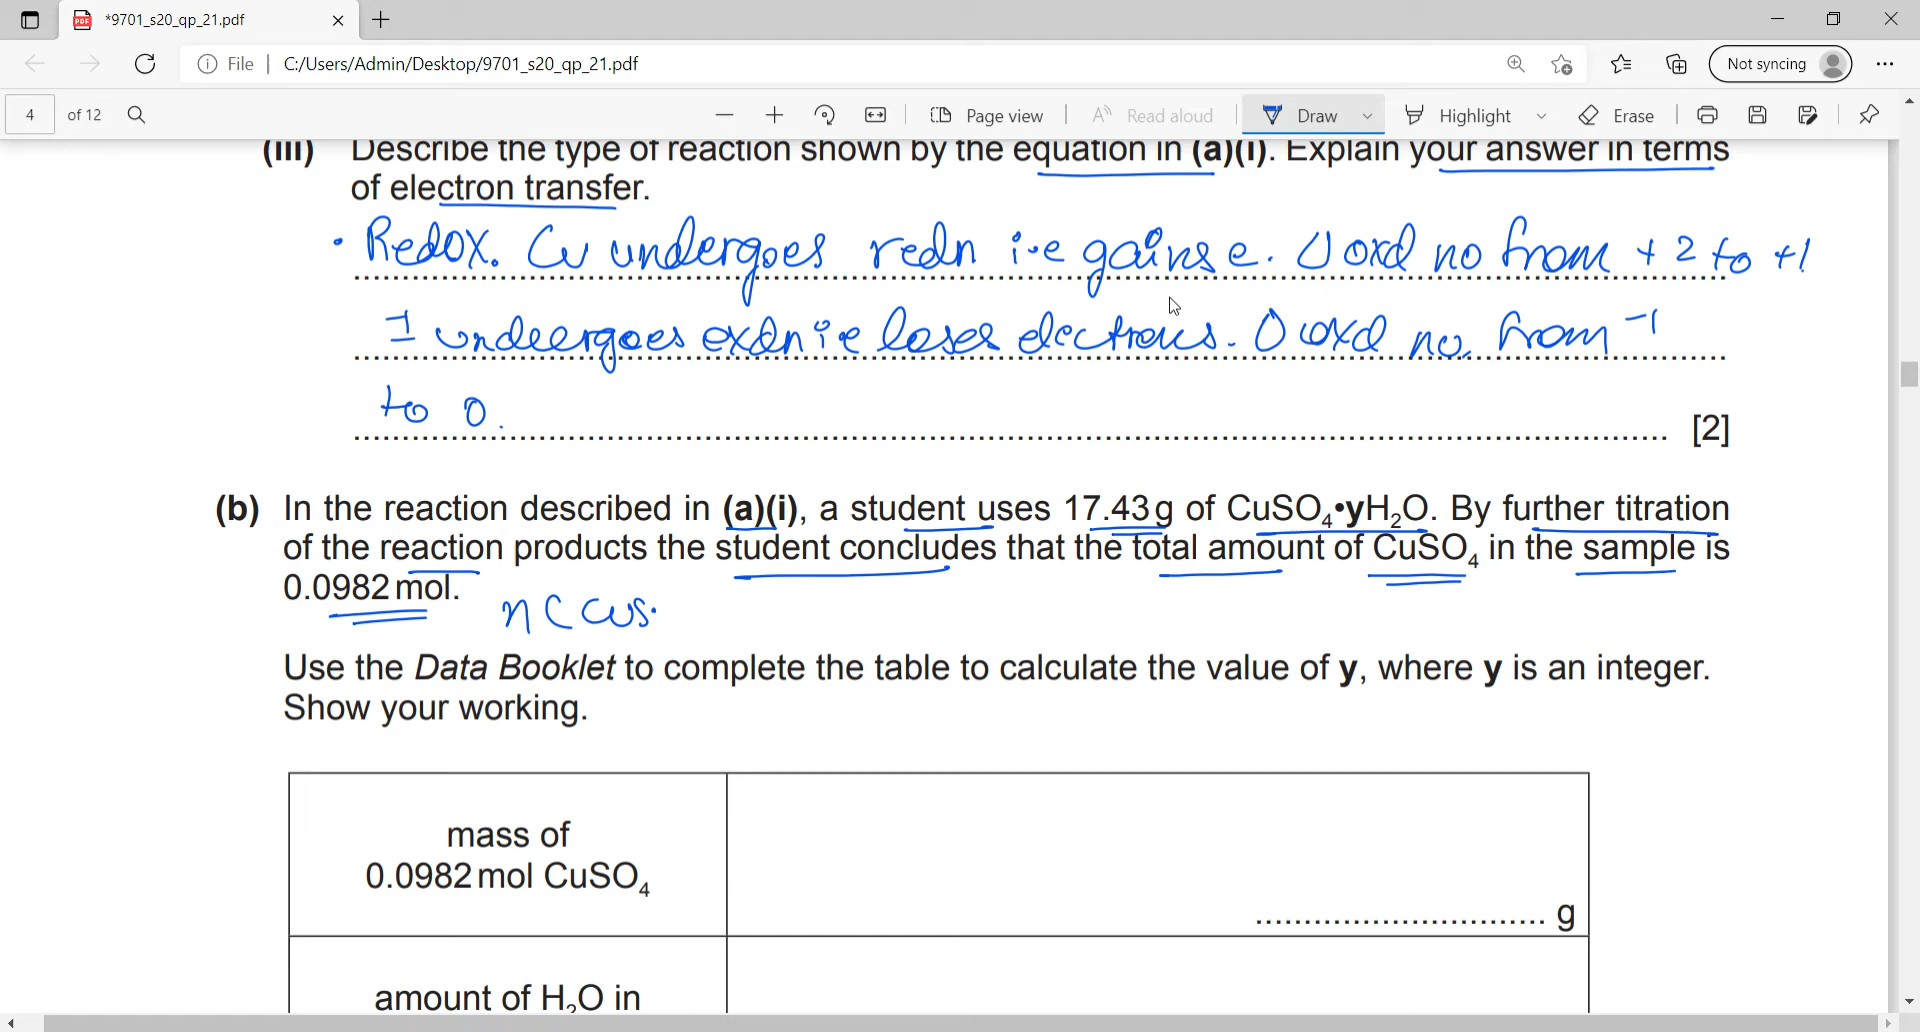 *9701_s20_qp_21.pdf
File | C:/Users/Admin/Desktop/9701_s20_qp_21.pdf
Not syncing
4 of 12
Page view
Read aloud
Draw
Highlight
Erase
(iii) Describe the type of reaction shown by the equation in (a)(i). Explain your answer in terms
of electron transfer.
• Redox. Cu undergoes redn i.e gains e. oxd no from +2 to +1
I undeergoes exdn ie loses electrons. oxd no. from -1
to 0.
[2]
(b) In the reaction described in (a)(i), a student uses 17.43 g of CuSO₄•yH₂O. By further titration
of the reaction products the student concludes that the total amount of CuSO₄ in the sample is
0.0982 mol.
n(Cus.
Use the Data Booklet to complete the table to calculate the value of y, where y is an integer.
Show your working.
mass of
0.0982 mol CuSO₄
.............................. g
amount of H₂O in